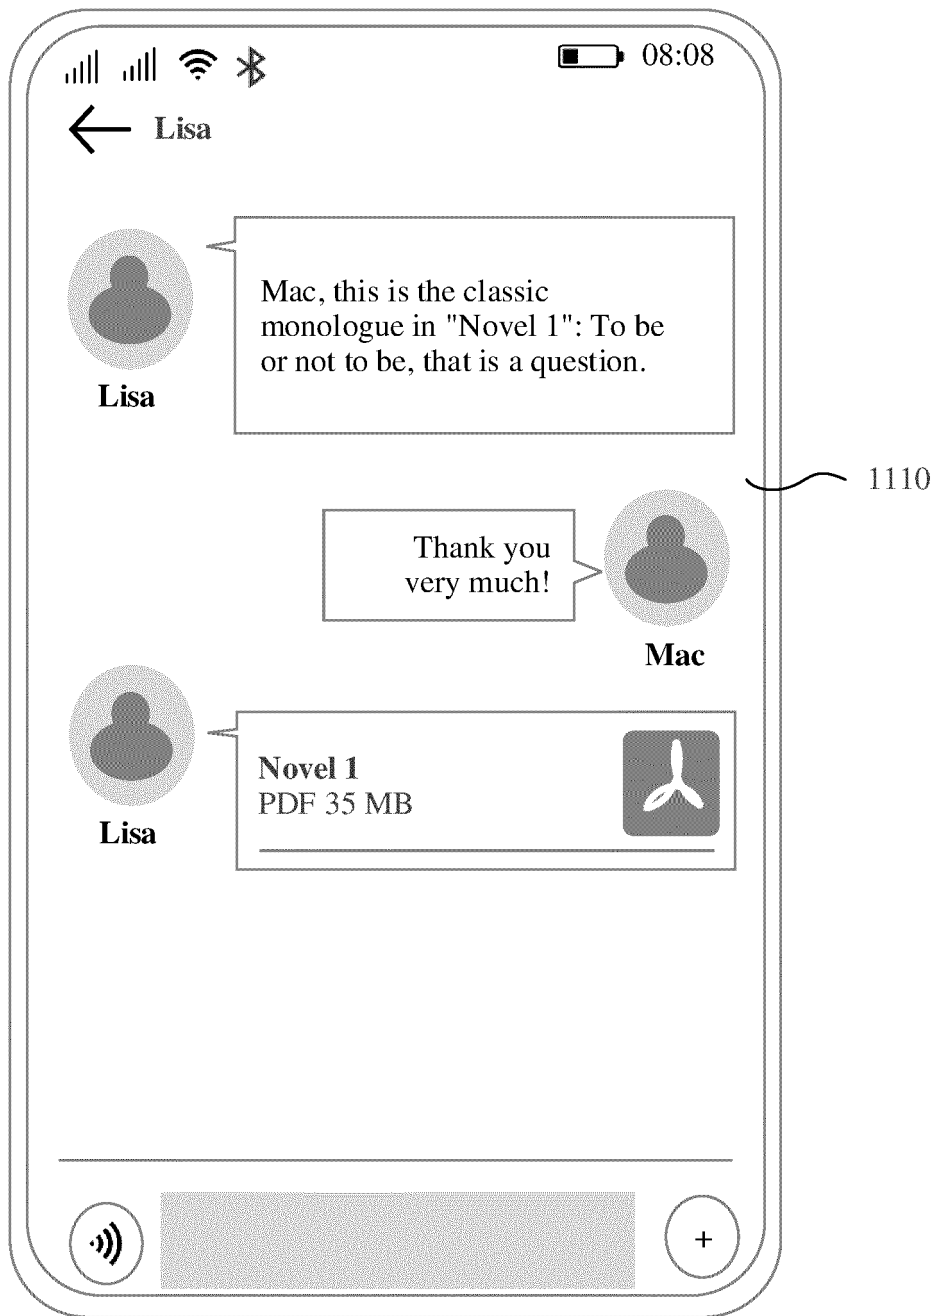 08:08
Lisa
Mac, this is the classic
monologue in "Novel 1": To be
or not to be, that is a question.
Lisa
1110
Thank you
very much!
Mac
Novel 1
PDF 35 MB
Lisa
+